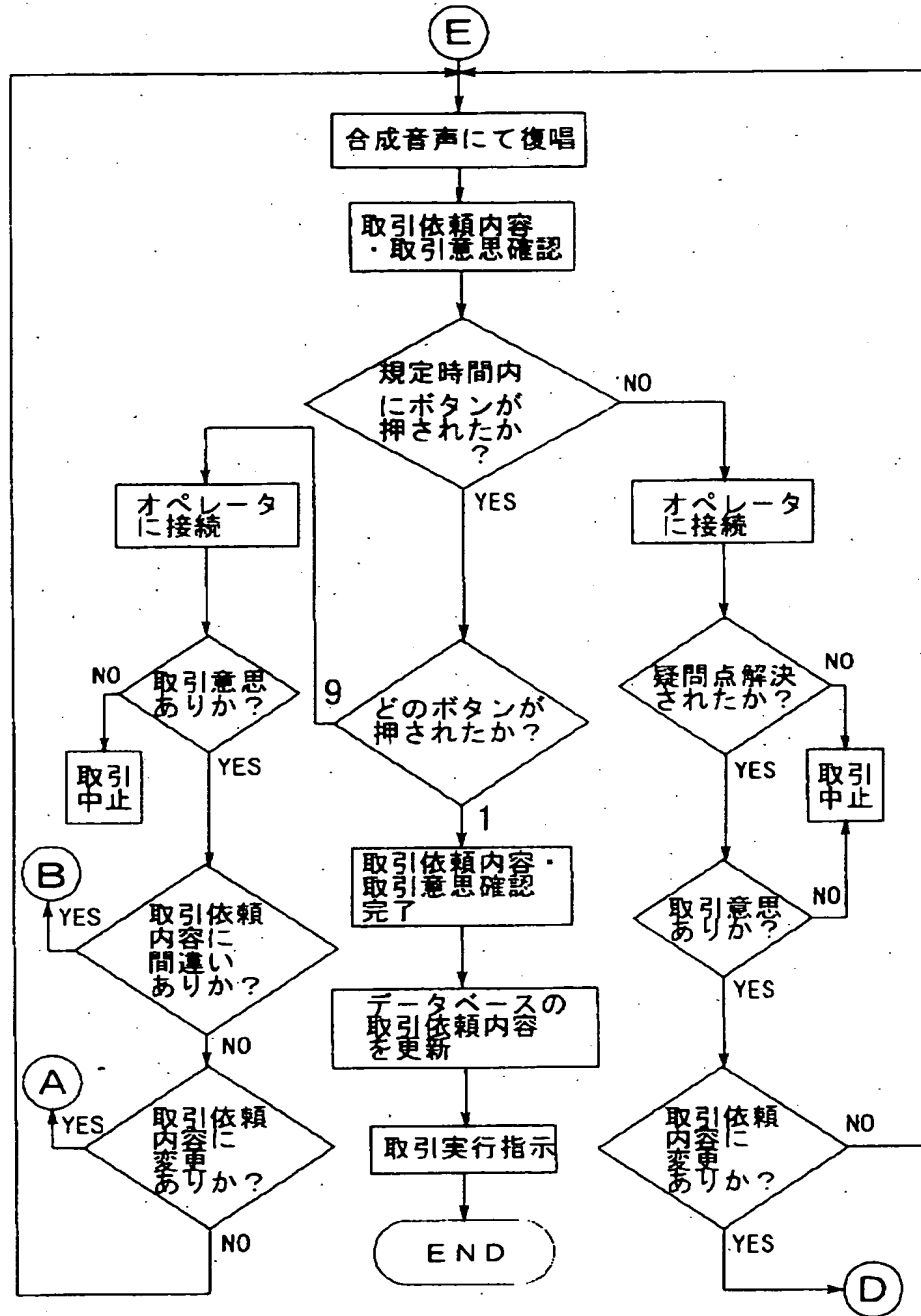 E
合成音声にて復唱
取引依頼内容
・取引意思確認
規定時間内
にボタンが
押されたか
?
NO
YES
オペレータ
に接続
オペレータ
に接続
取引意思
ありか?
NO
YES
取引
中止
9
どのボタンが
押されたか?
1
疑問点解決
されたか?
NO
YES
取引
中止
B
YES
取引依頼
内容に
間違い
ありか?
NO
取引依頼内容・
取引意思確認
完了
取引意思
ありか?
NO
YES
データベースの
取引依頼内容
を更新
A
YES
取引依頼
内容に
変更
ありか?
NO
取引実行指示
END
取引依頼
内容に
変更
ありか?
NO
YES
D